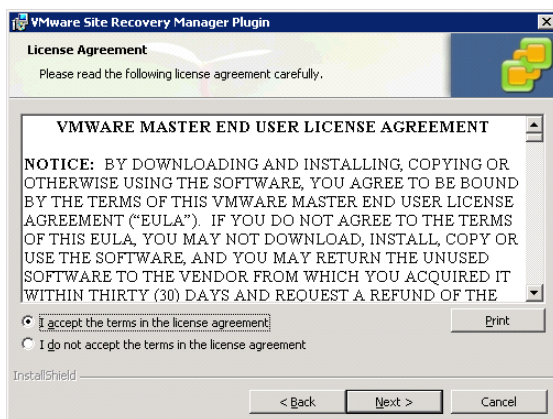 VMware Site Recovery Manager Plugin
License Agreement
Please read the following license agreement carefully.
VMWARE MASTER END USER LICENSE AGREEMENT
NOTICE: BY DOWNLOADING AND INSTALLING, COPYING OR
OTHERWISE USING THE SOFTWARE, YOU AGREE TO BE BOUND
BY THE TERMS OF THIS VMWARE MASTER END USER LICENSE
AGREEMENT (“EULA”). IF YOU DO NOT AGREE TO THE TERMS
OF THIS EULA, YOU MAY NOT DOWNLOAD, INSTALL, COPY OR
USE THE SOFTWARE, AND YOU MAY RETURN THE UNUSED
SOFTWARE TO THE VENDOR FROM WHICH YOU ACQUIRED IT
WITHIN THIRTY (30) DAYS AND REQUEST A REFUND OF THE
I accept the terms in the license agreement
Print
I do not accept the terms in the license agreement
InstallShield
< Back
Next >
Cancel